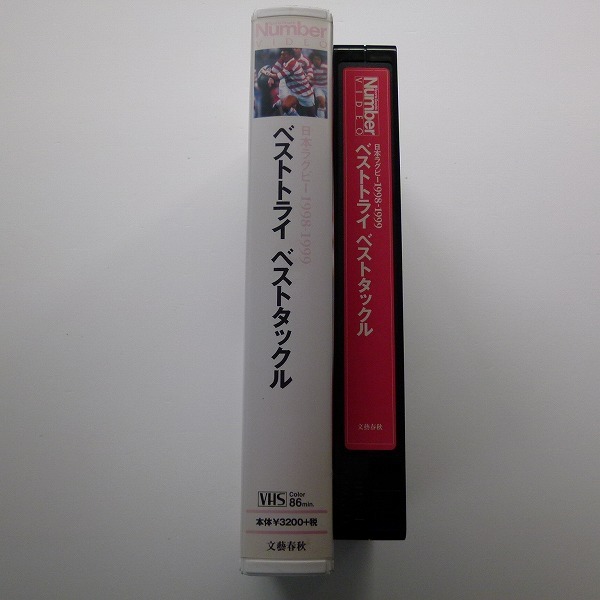 Number
VIDEO
日本ラグビー1998-1999
ベストトライ ベストタックル
VHS
Color
86min.
本体¥3200+税
文藝春秋
Number
VIDEO
日本ラグビー1998-1999
ベストトライ ベストタックル
文藝春秋